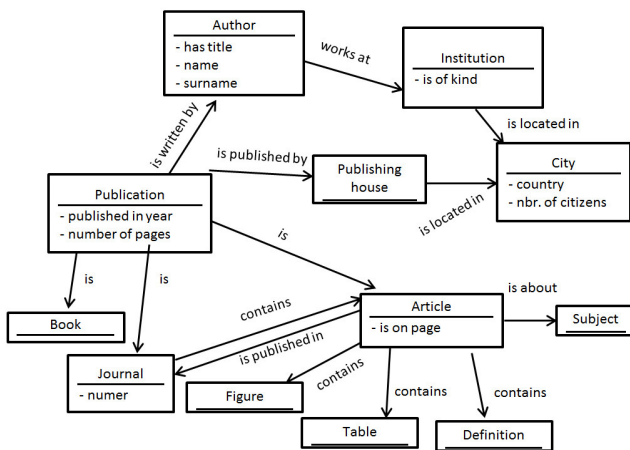 Author
- has title
- name
- surname
works at
Institution
- is of kind
is written by
is located in
is published by
Publishing
house
City
- country
- nbr. of citizens
is located in
Publication
- published in year
- number of pages
is
is
is
Book
contains
is published in
Article
- is on page
is about
Subject
Journal
- numer
contains
contains
contains
Figure
Table
Definition